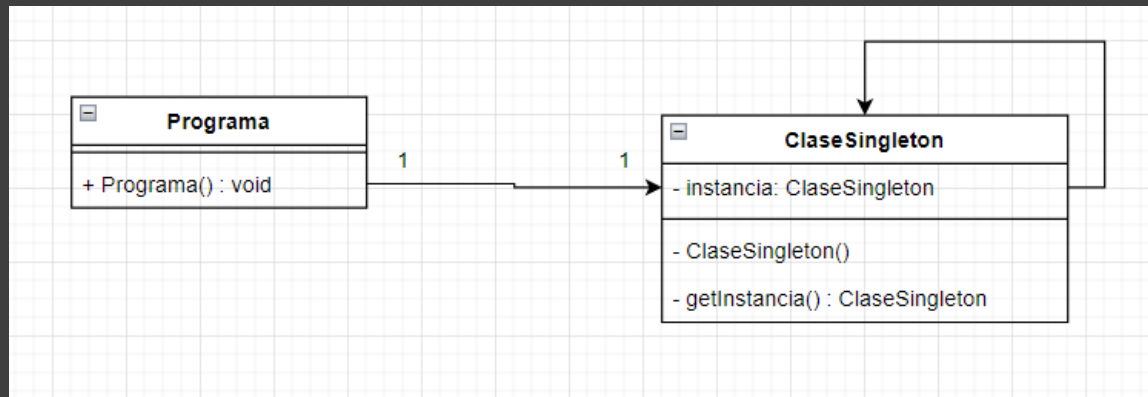 Programa
+ Programa() : void
1
1
ClaseSingleton
- instancia: ClaseSingleton
- ClaseSingleton()
- getInstancia() : ClaseSingleton